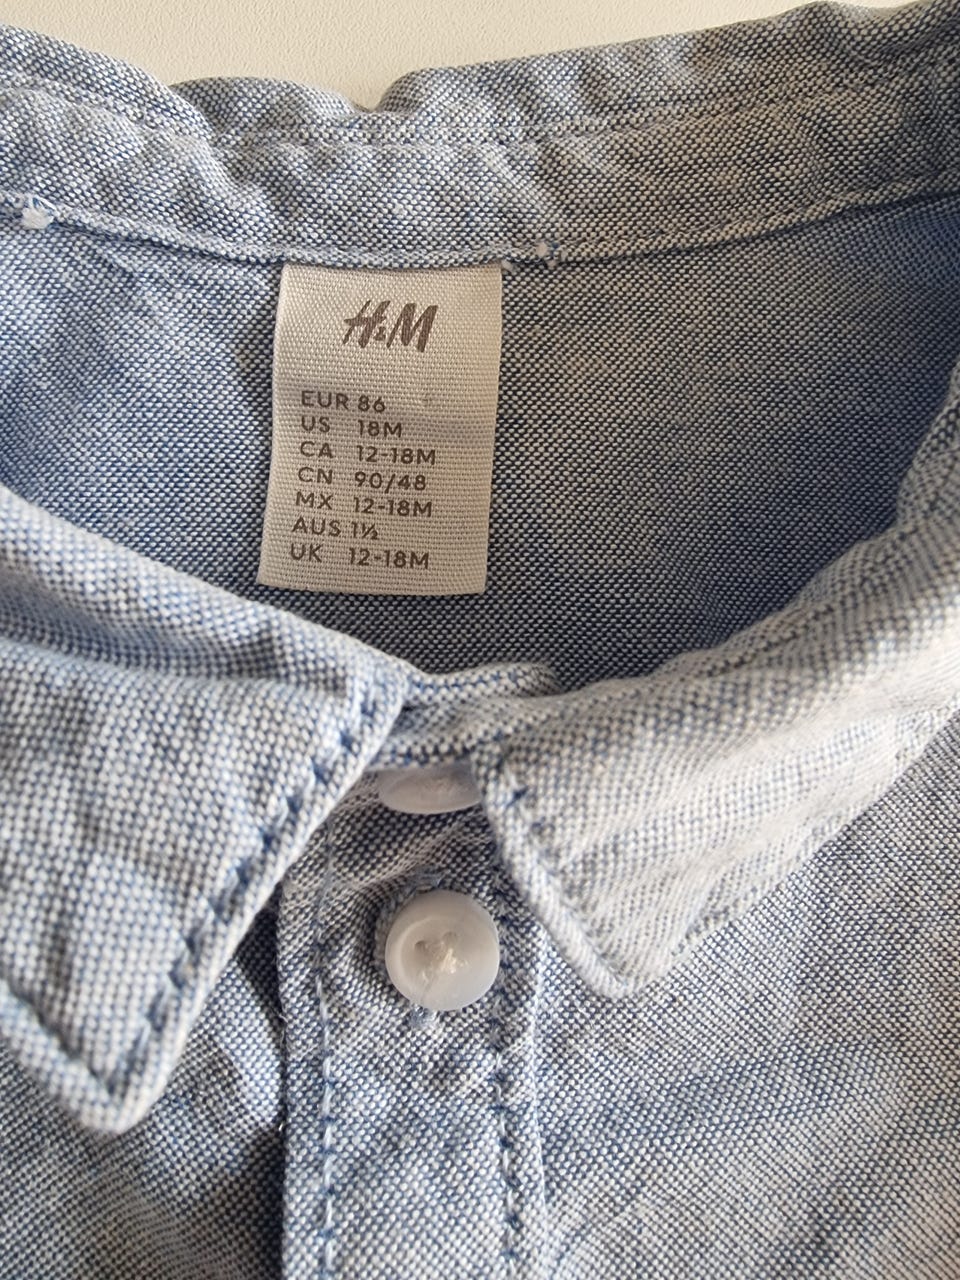 H&M
EUR 86
US 18M
CA 12-18M
CN 90/48
MX 12-18M
AUS 1½
UK 12-18M